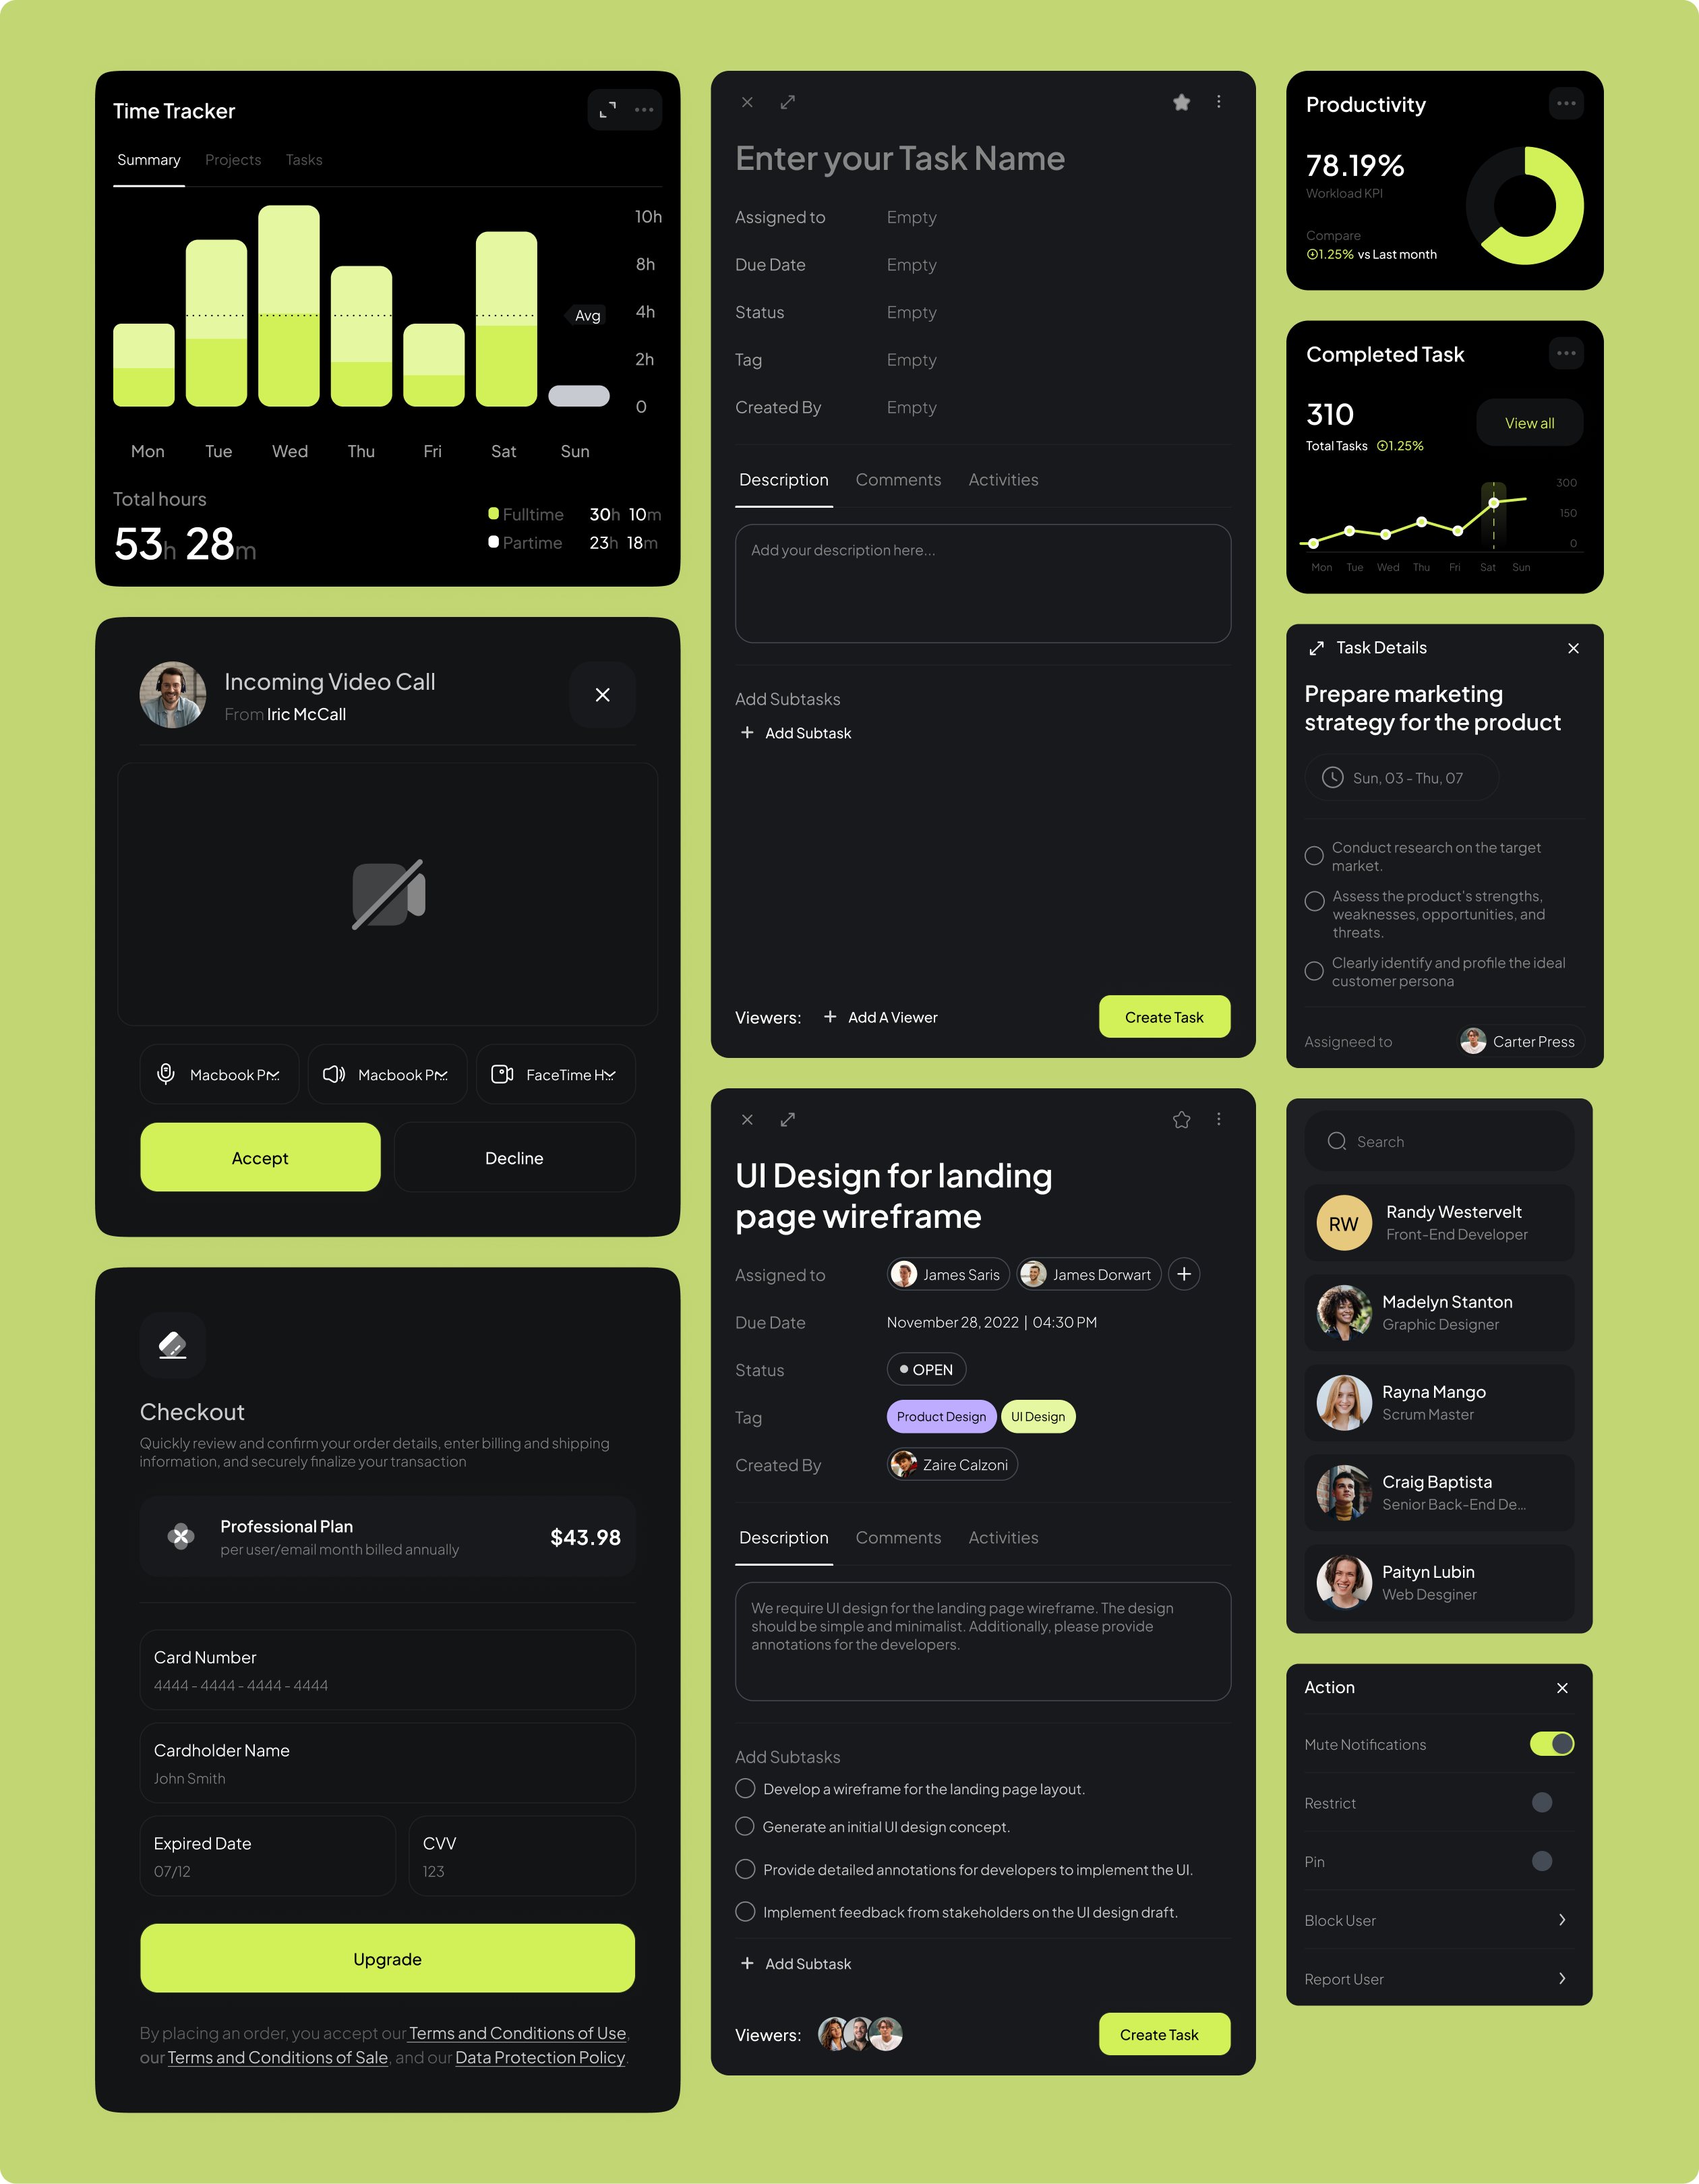 Time Tracker
Summary Projects Tasks
10h
8h
Avg 4h
2h
0
Mon Tue Wed Thu Fri Sat Sun
Total hours
53h 28m
Fulltime 30h 10m
Partime 23h 18m
Incoming Video Call
From Iric McCall
Macbook Pr... Macbook Pr... FaceTime H...
Accept Decline
Checkout
Quickly review and confirm your order details, enter billing and shipping
information, and securely finalize your transaction
Professional Plan
per user/email month billed annually
$43.98
Card Number
4444 - 4444 - 4444 - 4444
Cardholder Name
John Smith
Expired Date
07/12
CVV
123
Upgrade
By placing an order, you accept our Terms and Conditions of Use,
our Terms and Conditions of Sale, and our Data Protection Policy.
Enter your Task Name
Assigned to Empty
Due Date Empty
Status Empty
Tag Empty
Created By Empty
Description Comments Activities
Add your description here...
Add Subtasks
+ Add Subtask
Viewers: + Add A Viewer Create Task
UI Design for landing
page wireframe
Assigned to James Saris James Dorwart +
Due Date November 28, 2022 | 04:30 PM
Status OPEN
Tag Product Design UI Design
Created By Zaire Calzoni
Description Comments Activities
We require UI design for the landing page wireframe. The design
should be simple and minimalist. Additionally, please provide
annotations for the developers.
Add Subtasks
Develop a wireframe for the landing page layout.
Generate an initial UI design concept.
Provide detailed annotations for developers to implement the UI.
Implement feedback from stakeholders on the UI design draft.
+ Add Subtask
Viewers: Create Task
Productivity
78.19%
Workload KPI
Compare
1.25% vs Last month
Completed Task
310
Total Tasks 1.25%
View all
300
150
0
Mon Tue Wed Thu Fri Sat Sun
Task Details
Prepare marketing
strategy for the product
Sun, 03 - Thu, 07
Conduct research on the target
market.
Assess the product's strengths,
weaknesses, opportunities, and
threats.
Clearly identify and profile the ideal
customer persona
Assigneed to Carter Press
Search
RW
Randy Westervelt
Front-End Developer
Madelyn Stanton
Graphic Designer
Rayna Mango
Scrum Master
Craig Baptista
Senior Back-End De...
Paityn Lubin
Web Desginer
Action
Mute Notifications
Restrict
Pin
Block User
Report User